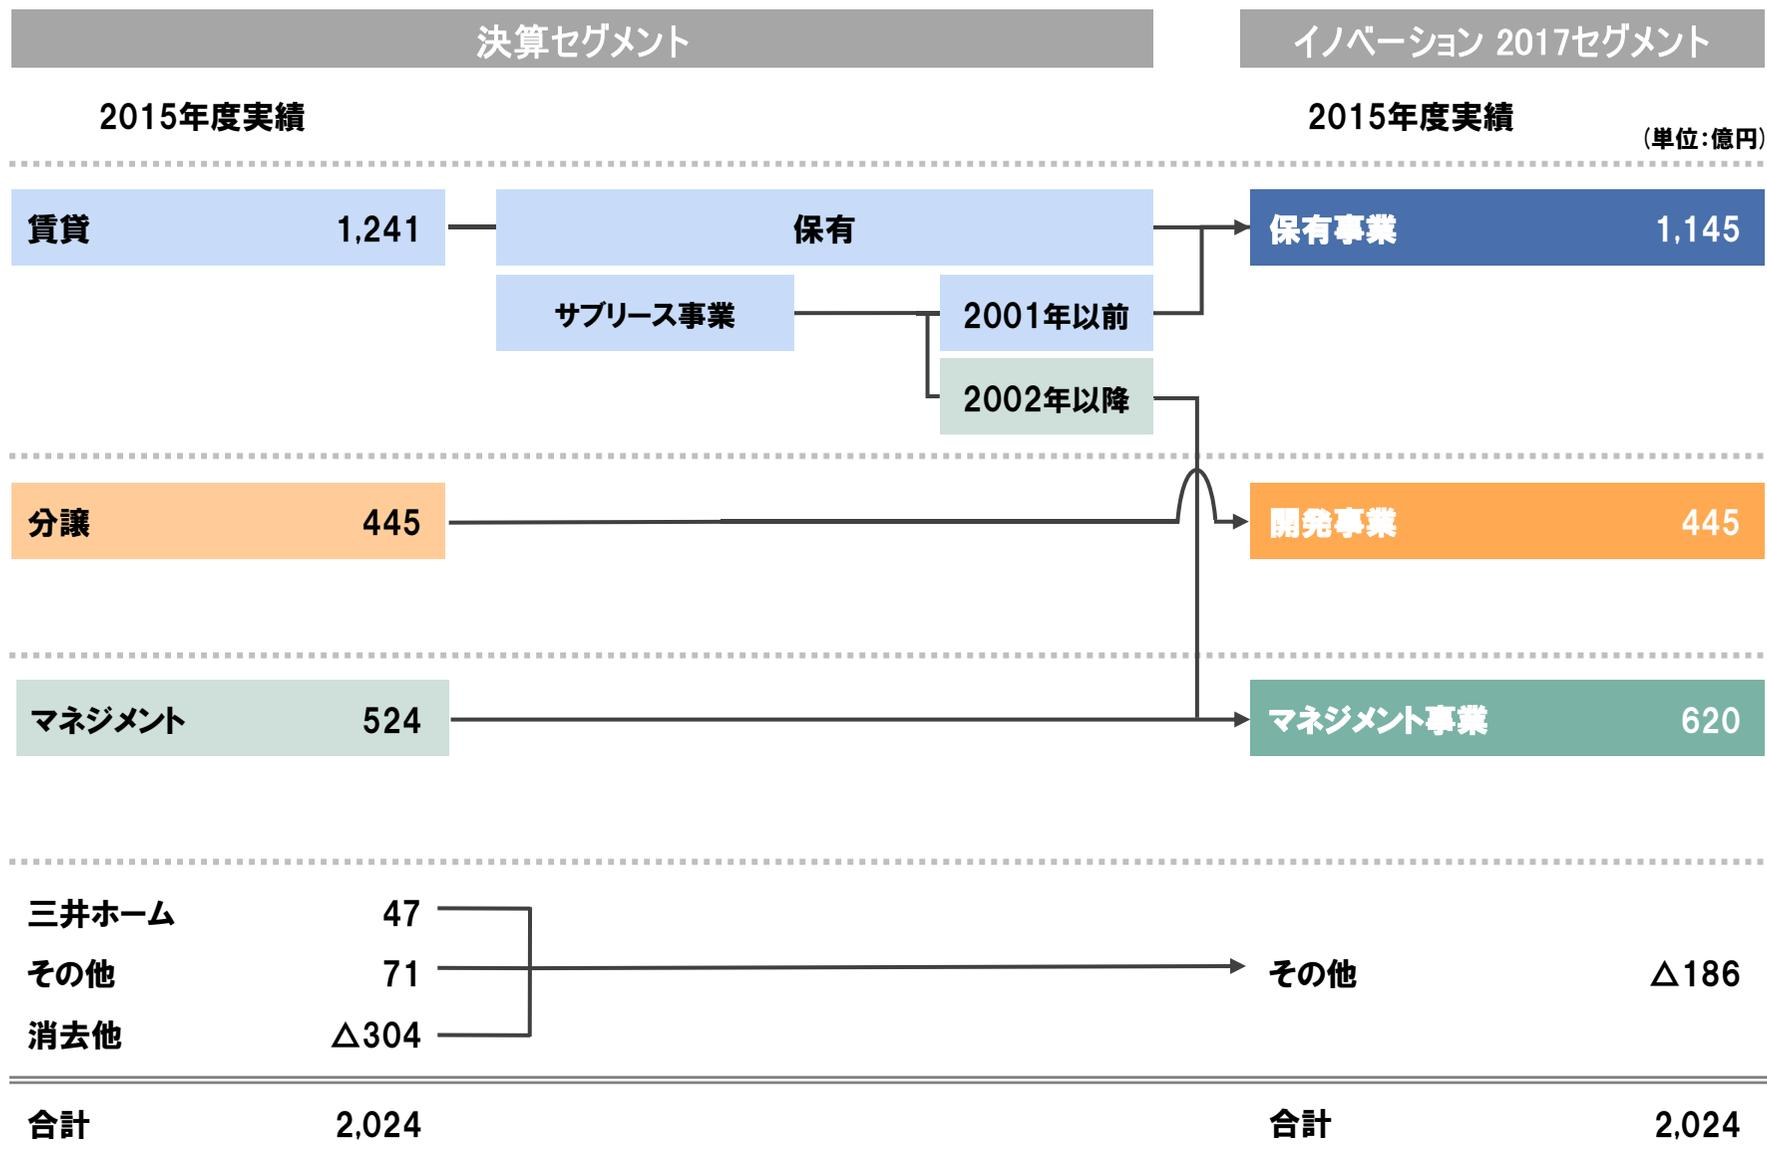 決算セグメント
イノベーション 2017セグメント
2015年度実績
2015年度実績
(単位:億円)
賃貸 1,241
保有
保有事業 1,145
サブリース事業
2001年以前
2002年以降
分譲 445
開発事業 445
マネジメント 524
マネジメント事業 620
三井ホーム 47
その他 71
その他 △186
消去他 △304
合計 2,024
合計 2,024